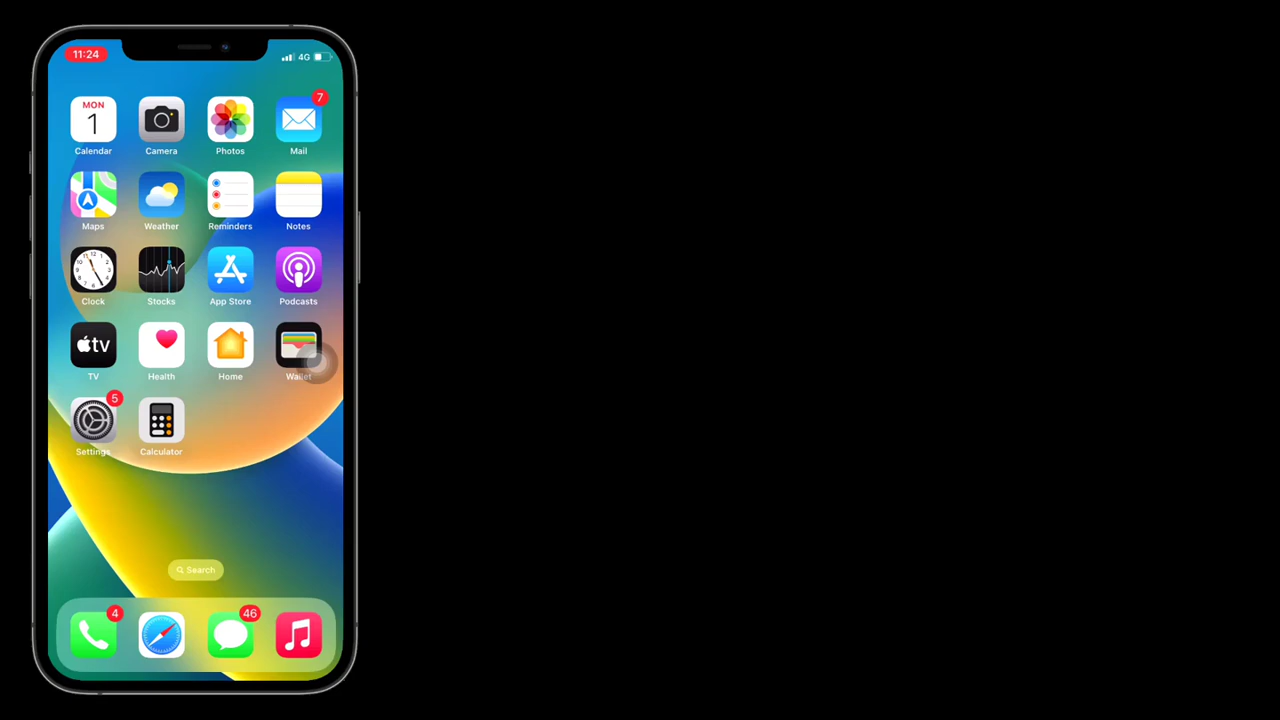 11:24
4G
MON
1
Calendar
Camera
Photos
7
Mail
Maps
Weather
Reminders
Notes
Clock
Stocks
App Store
Podcasts
tv
TV
Health
Home
Wallet
5
Settings
Calculator
Search
4
46